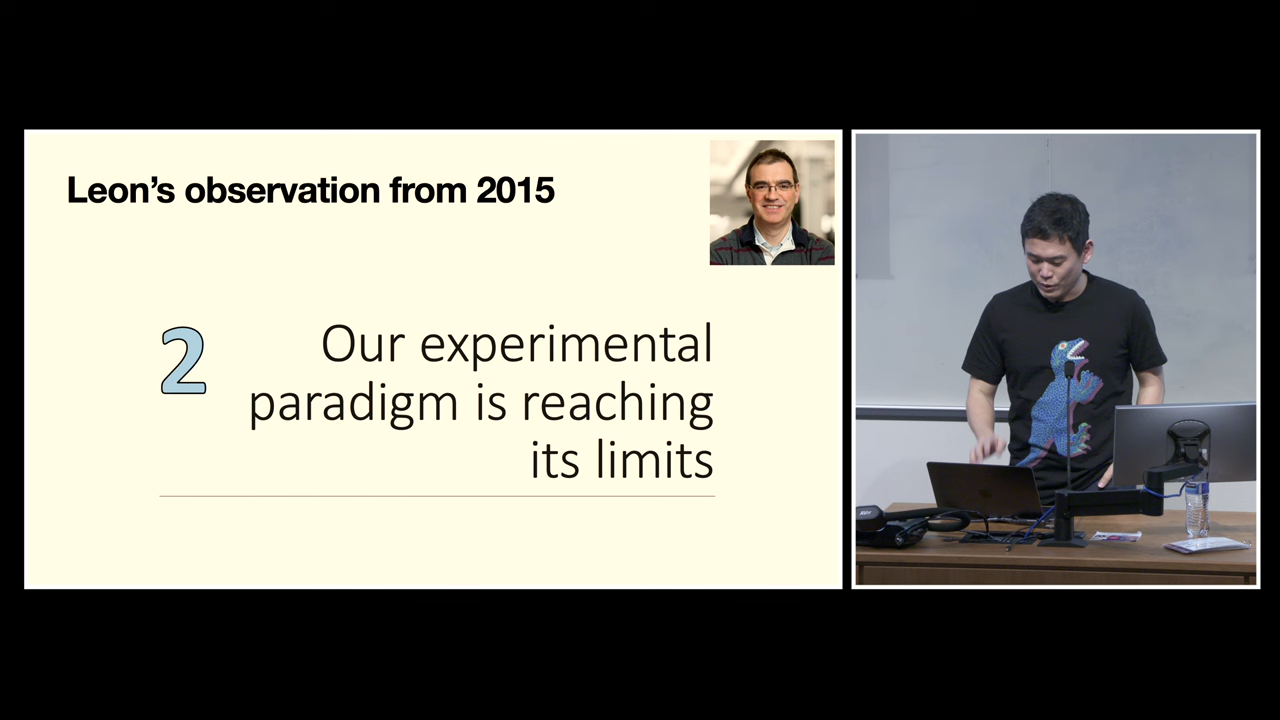 Leon's observation from 2015
2
Our experimental
paradigm is reaching
its limits